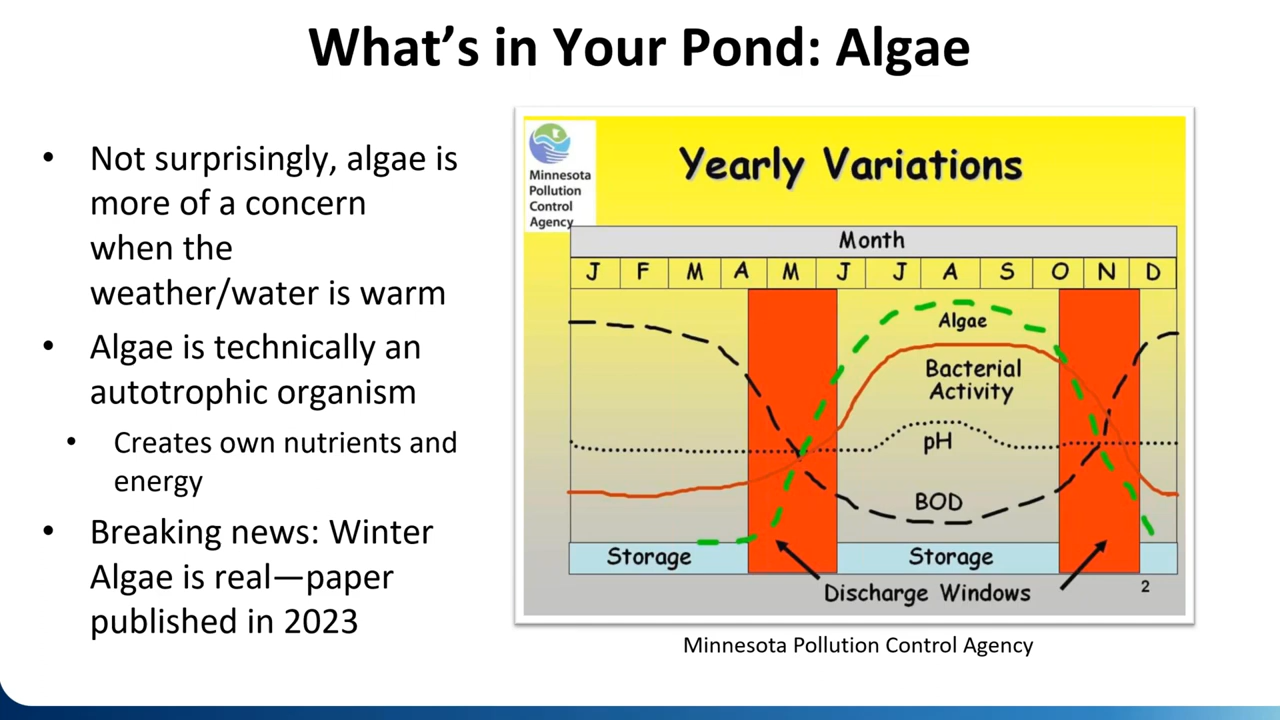 What's in Your Pond: Algae
• Not surprisingly, algae is
more of a concern
when the
weather/water is warm
• Algae is technically an
autotrophic organism
• Creates own nutrients and
energy
• Breaking news: Winter
Algae is real—paper
published in 2023
Minnesota
Pollution
Control
Agency
Yearly Variations
Month
J F M A M J J A S O N D
Algae
Bacterial
Activity
pH
BOD
Storage
Storage
Discharge Windows
2
Minnesota Pollution Control Agency